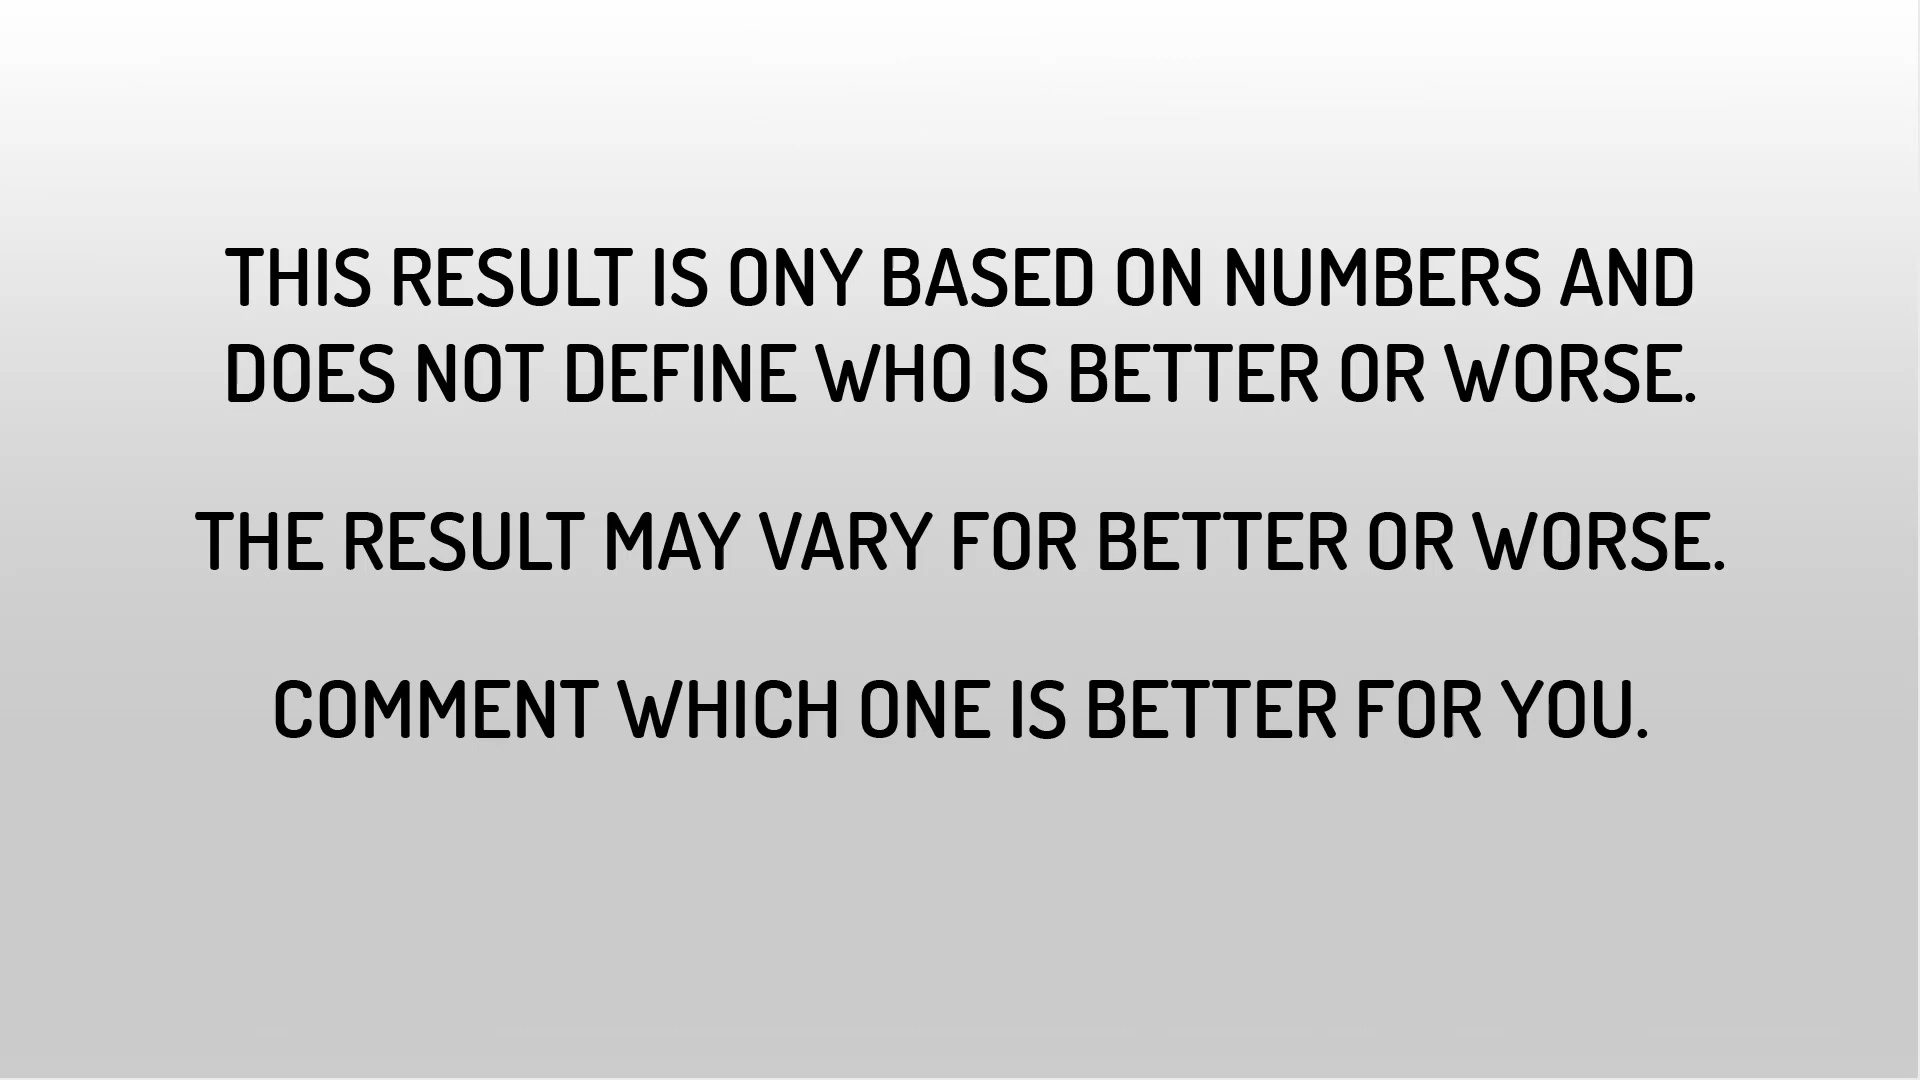 THIS RESULT IS ONY BASED ON NUMBERS AND
DOES NOT DEFINE WHO IS BETTER OR WORSE.
THE RESULT MAY VARY FOR BETTER OR WORSE.
COMMENT WHICH ONE IS BETTER FOR YOU.